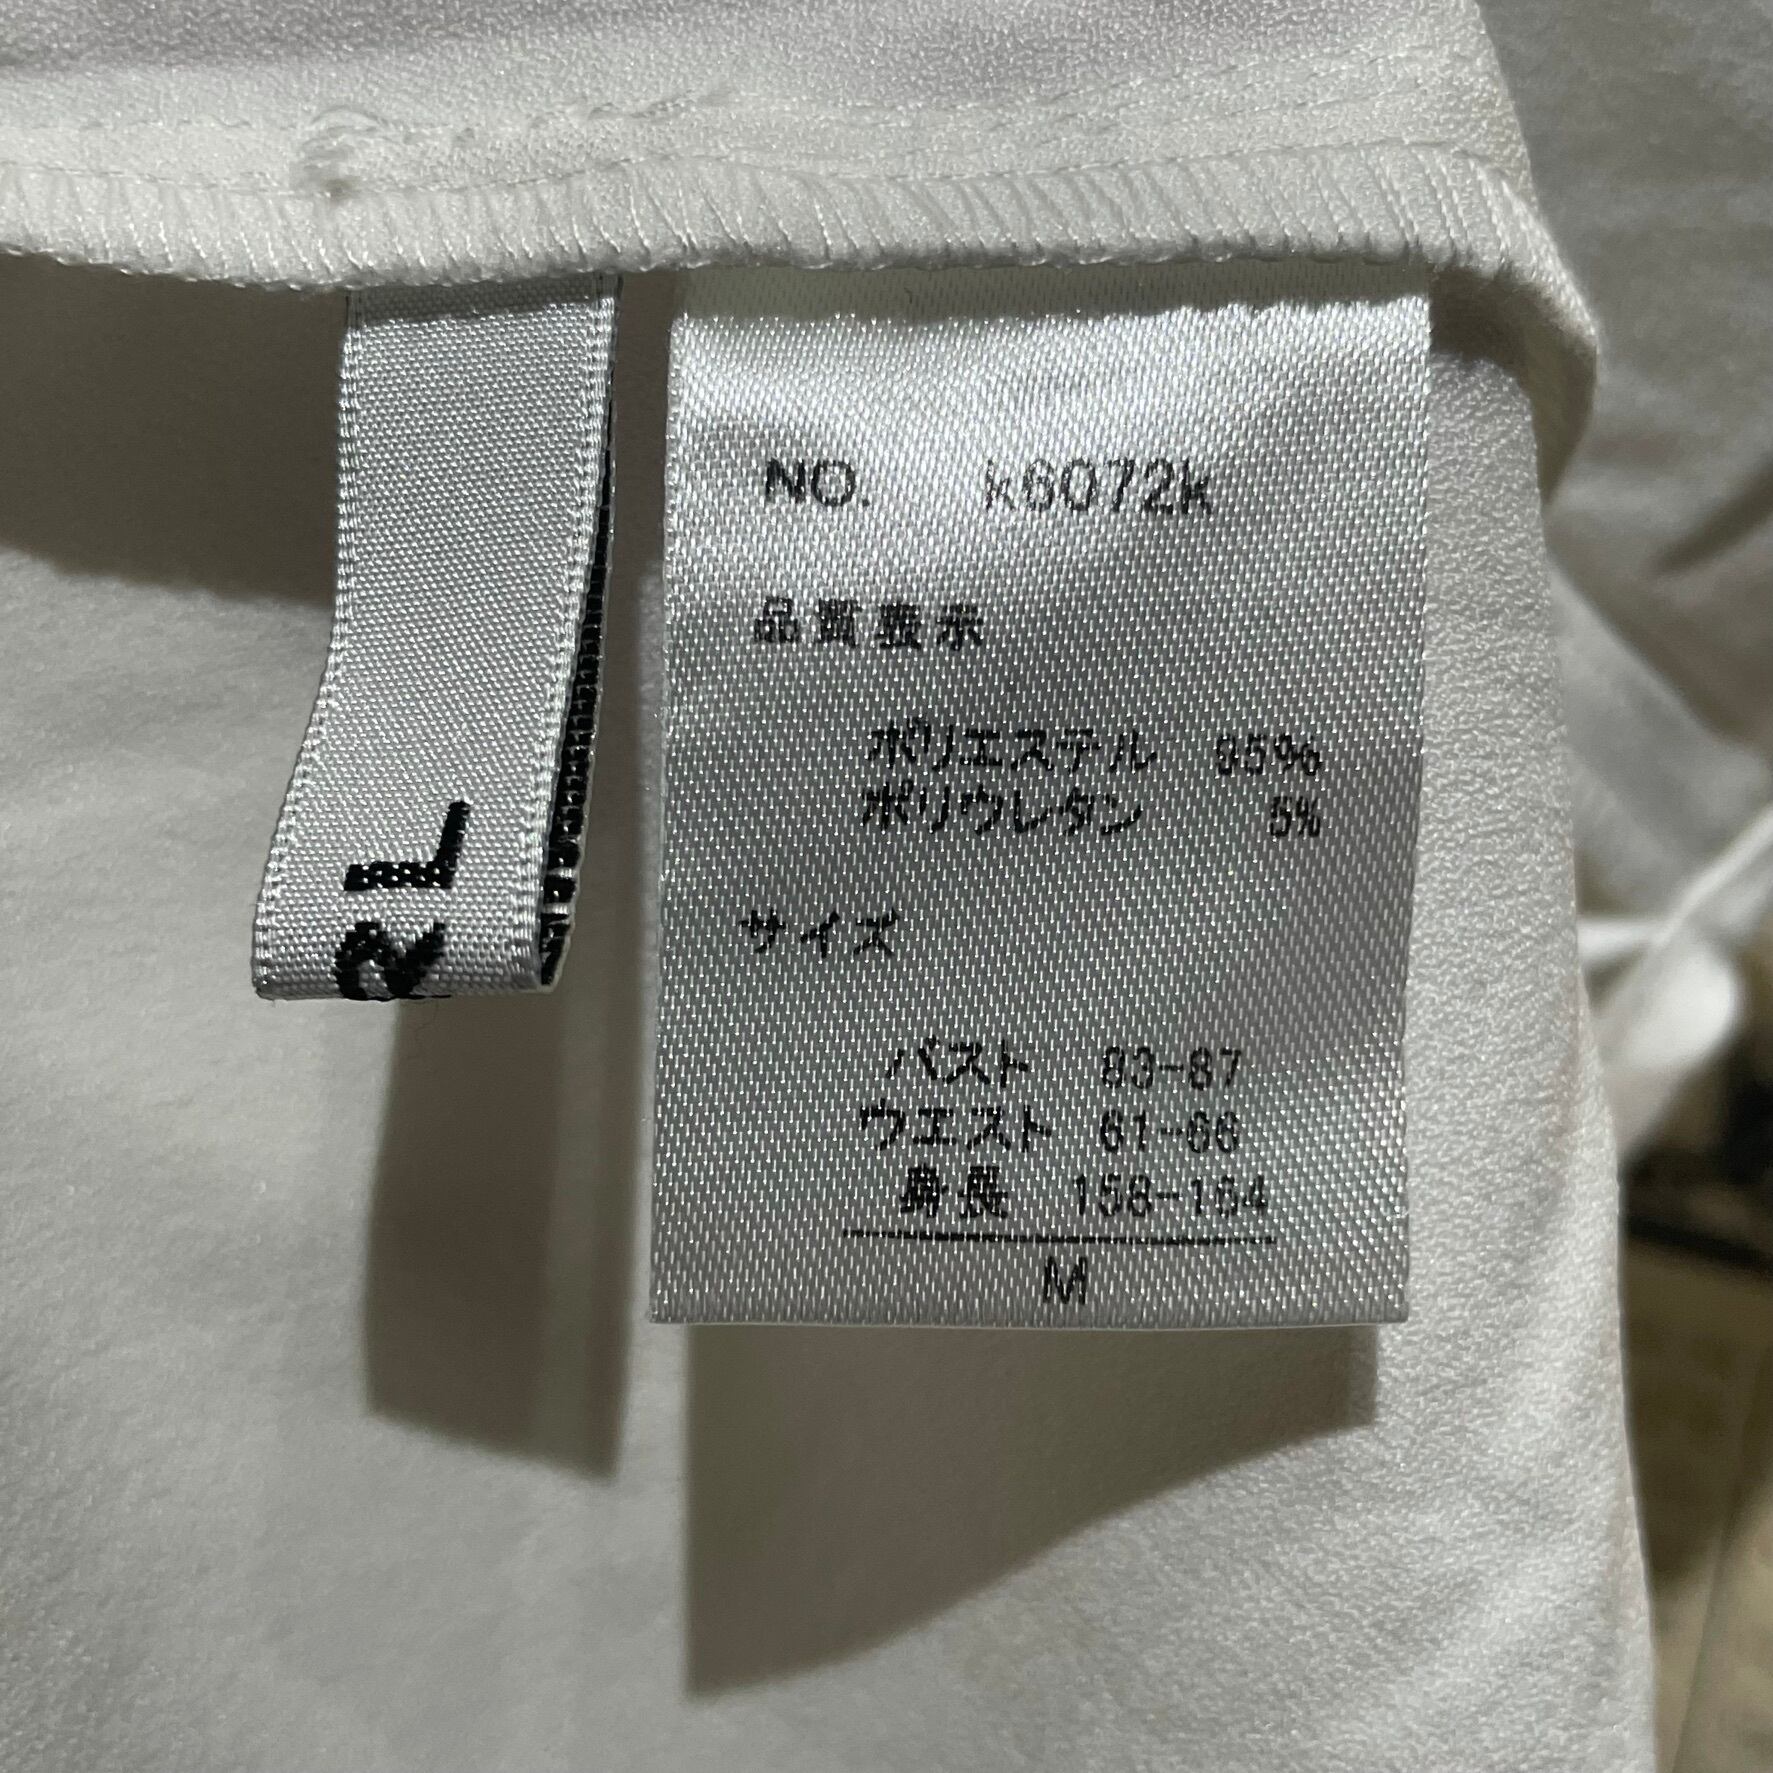 NO. k6072k
品質表示
ポリエステル 95%
ポリウレタン 5%
サイズ
バスト 83-87
ウエスト 61-66
身長 158-164
M